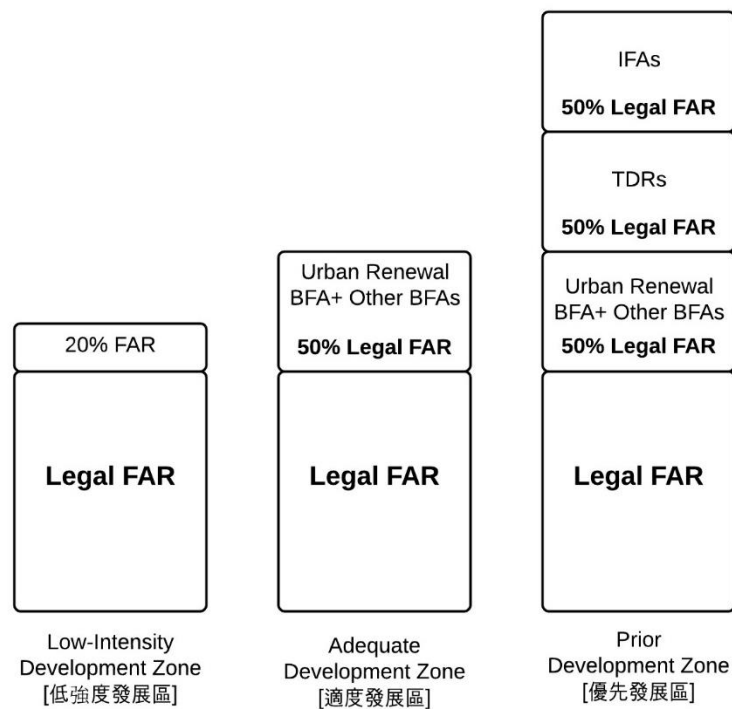 20% FAR
Legal FAR
Low-Intensity
Development Zone
[低強度發展區]
Urban Renewal
BFA+ Other BFAs
50% Legal FAR
Legal FAR
Adequate
Development Zone
[適度發展區]
IFAs
50% Legal FAR
TDRs
50% Legal FAR
Urban Renewal
BFA+ Other BFAs
50% Legal FAR
Legal FAR
Prior
Development Zone
[優先發展區]